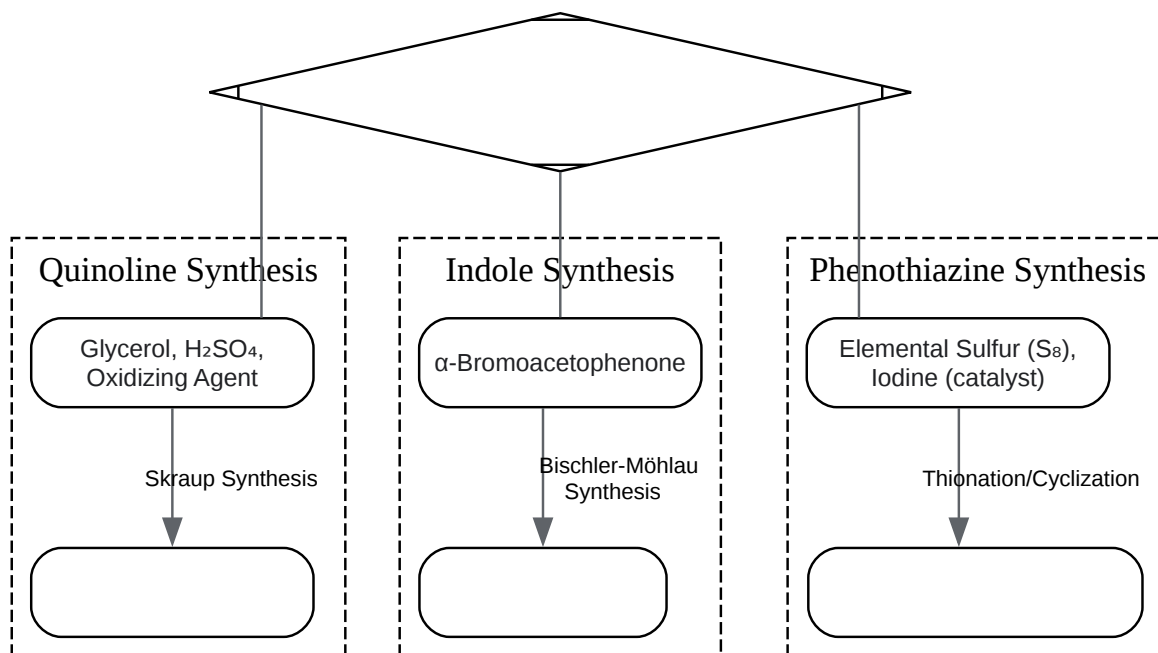 Quinoline Synthesis
Glycerol, H₂SO₄,
Oxidizing Agent
Skraup Synthesis
Indole Synthesis
α-Bromoacetophenone
Bischler-Möhlau
Synthesis
Phenothiazine Synthesis
Elemental Sulfur (S₈),
Iodine (catalyst)
Thionation/Cyclization